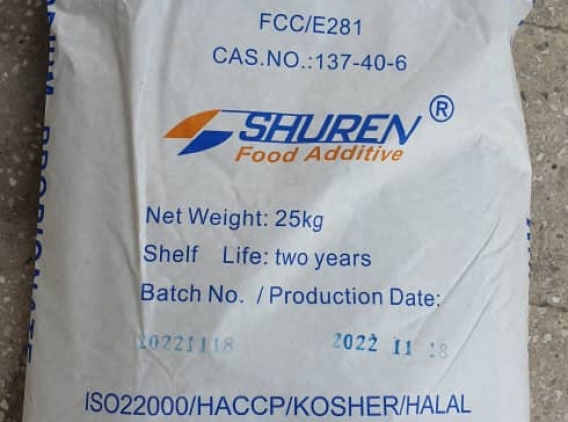 FCC/E281
CAS.NO.:137-40-6
SHUREN®
Food Additive
Net Weight: 25kg
Shelf Life: two years
Batch No. / Production Date:
20221118 2022 11 18
ISO22000/HACCP/KOSHER/HALAL
PROPIONATE